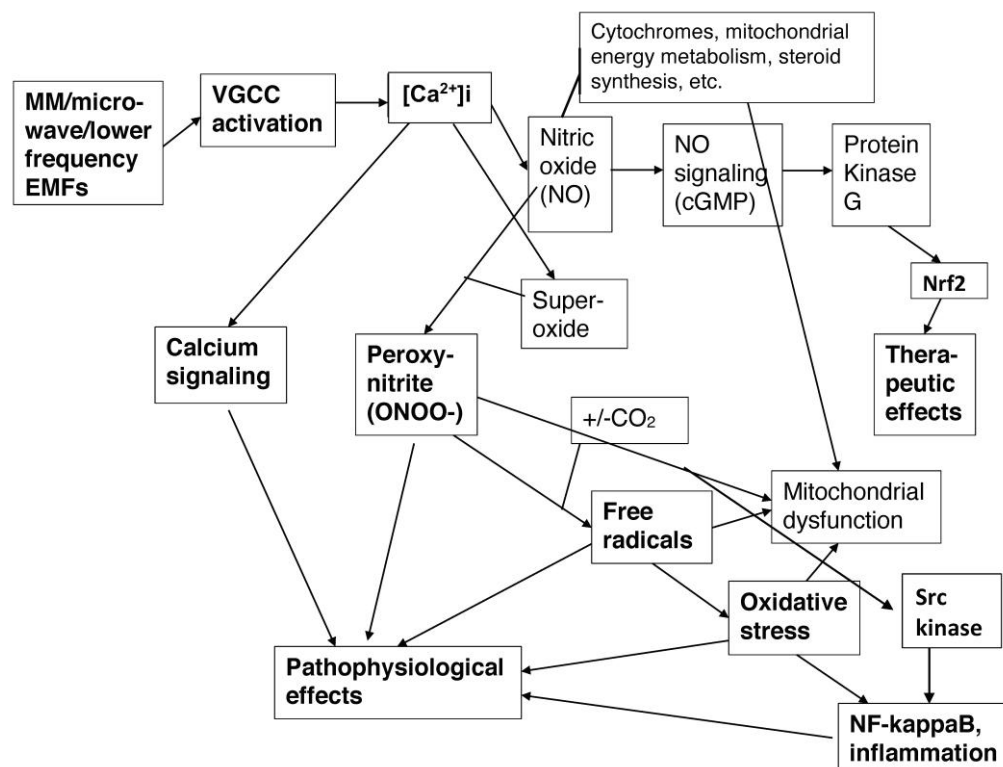 Cytochromes, mitochondrial
energy metabolism, steroid
synthesis, etc.
MM/micro-
wave/lower
frequency
EMFs
VGCC
activation
[Ca²⁺]i
Nitric
oxide
(NO)
NO
signaling
(cGMP)
Protein
Kinase
G
Nrf2
Super-
oxide
Thera-
peutic
effects
Calcium
signaling
Peroxy-
nitrite
(ONOO-)
+/-CO₂
Mitochondrial
dysfunction
Free
radicals
Oxidative
stress
Src
kinase
Pathophysiological
effects
NF-kappaB,
inflammation